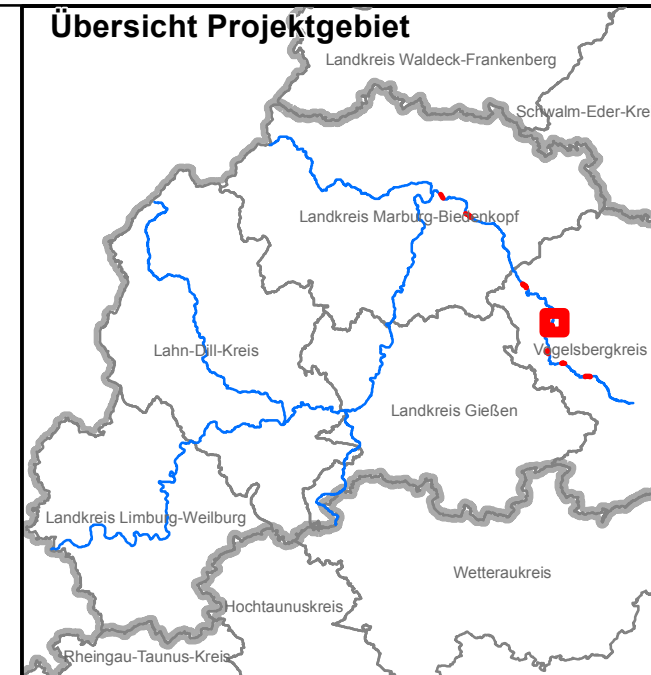 Übersicht Projektgebiet
Landkreis Waldeck-Frankenberg
Schwalm-Eder-Kre
Landkreis Marburg-Biedenkopf
Lahn-Dill-Kreis
Vogelsbergkreis
Landkreis Gießen
Landkreis Limburg-Weilburg
Wetteraukreis
Hochtaunuskreis
Rheingau-Taunus-Kreis